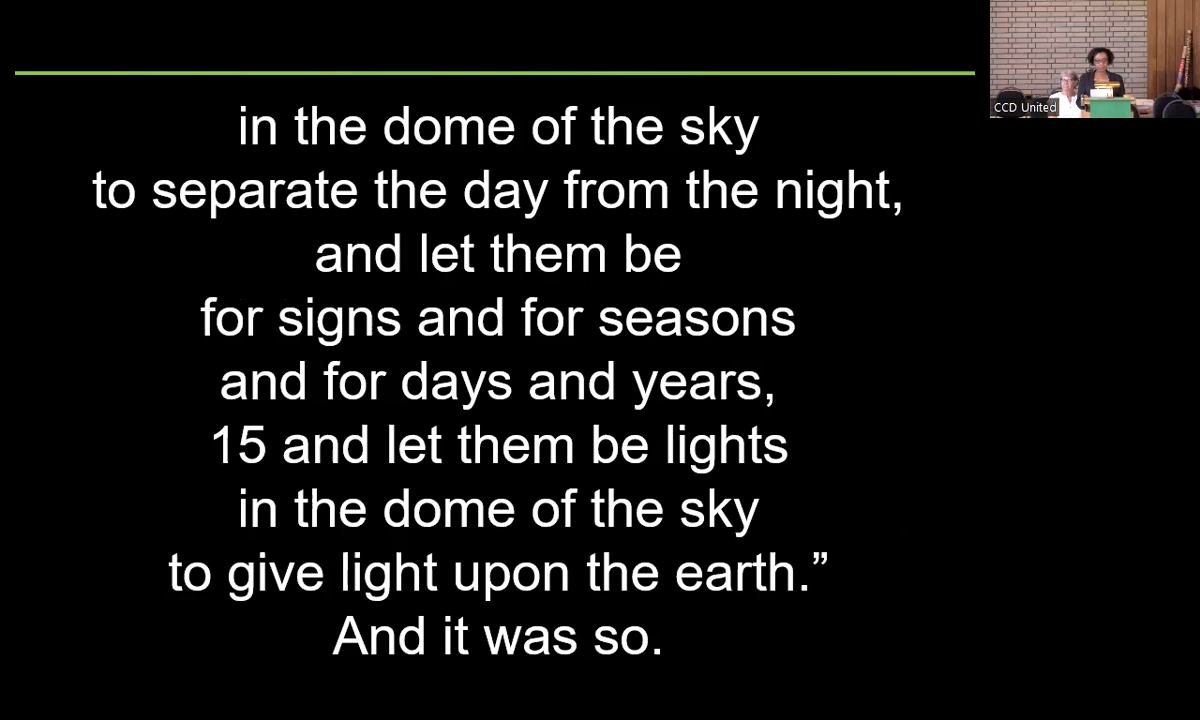 in the dome of the sky
to separate the day from the night,
and let them be
for signs and for seasons
and for days and years,
15 and let them be lights
in the dome of the sky
to give light upon the earth.”
And it was so.
CCD United